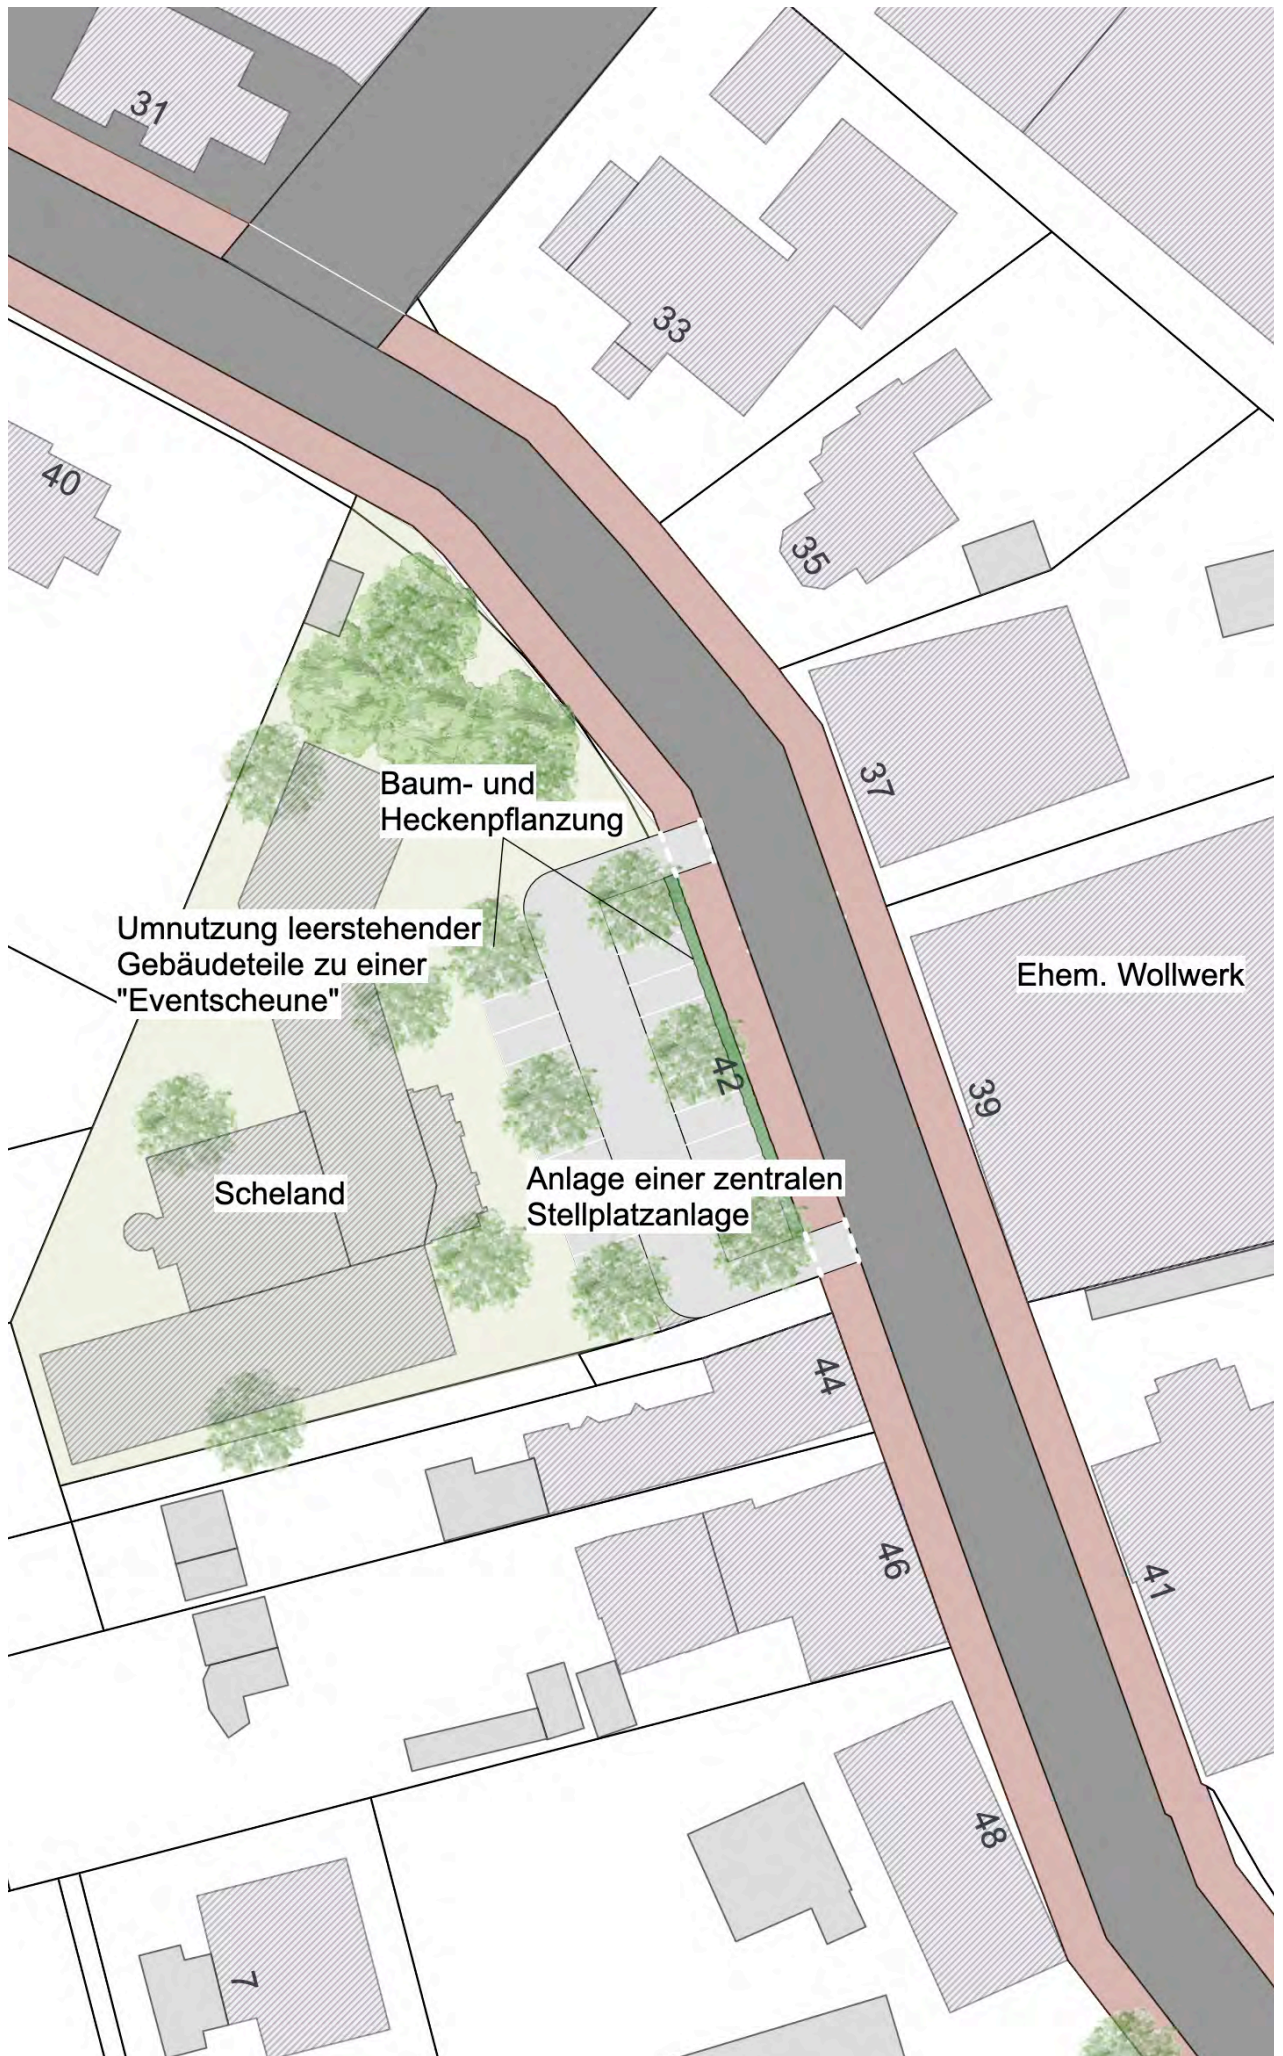 31
33
40
35
37
Baum- und
Heckenpflanzung
Umnutzung leerstehender
Gebäudeteile zu einer
"Eventscheune"
Ehem. Wollwerk
42
39
Scheland
Anlage einer zentralen
Stellplatzanlage
44
46
41
48
7